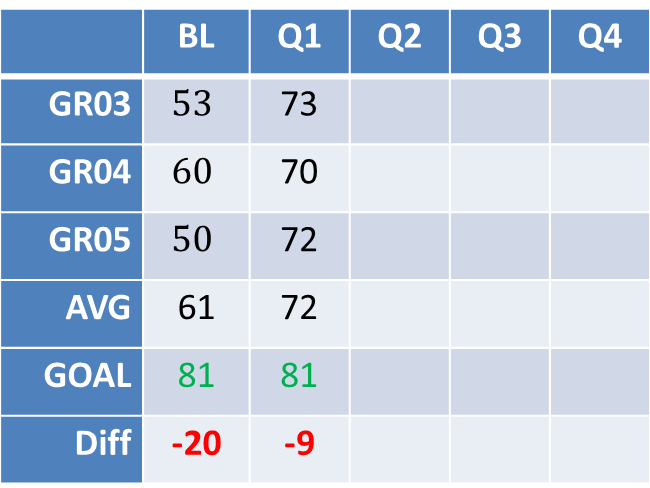 BL Q1 Q2 Q3 Q4
GR03 53 73
GR04 60 70
GR05 50 72
AVG 61 72
GOAL 81 81
Diff -20 -9